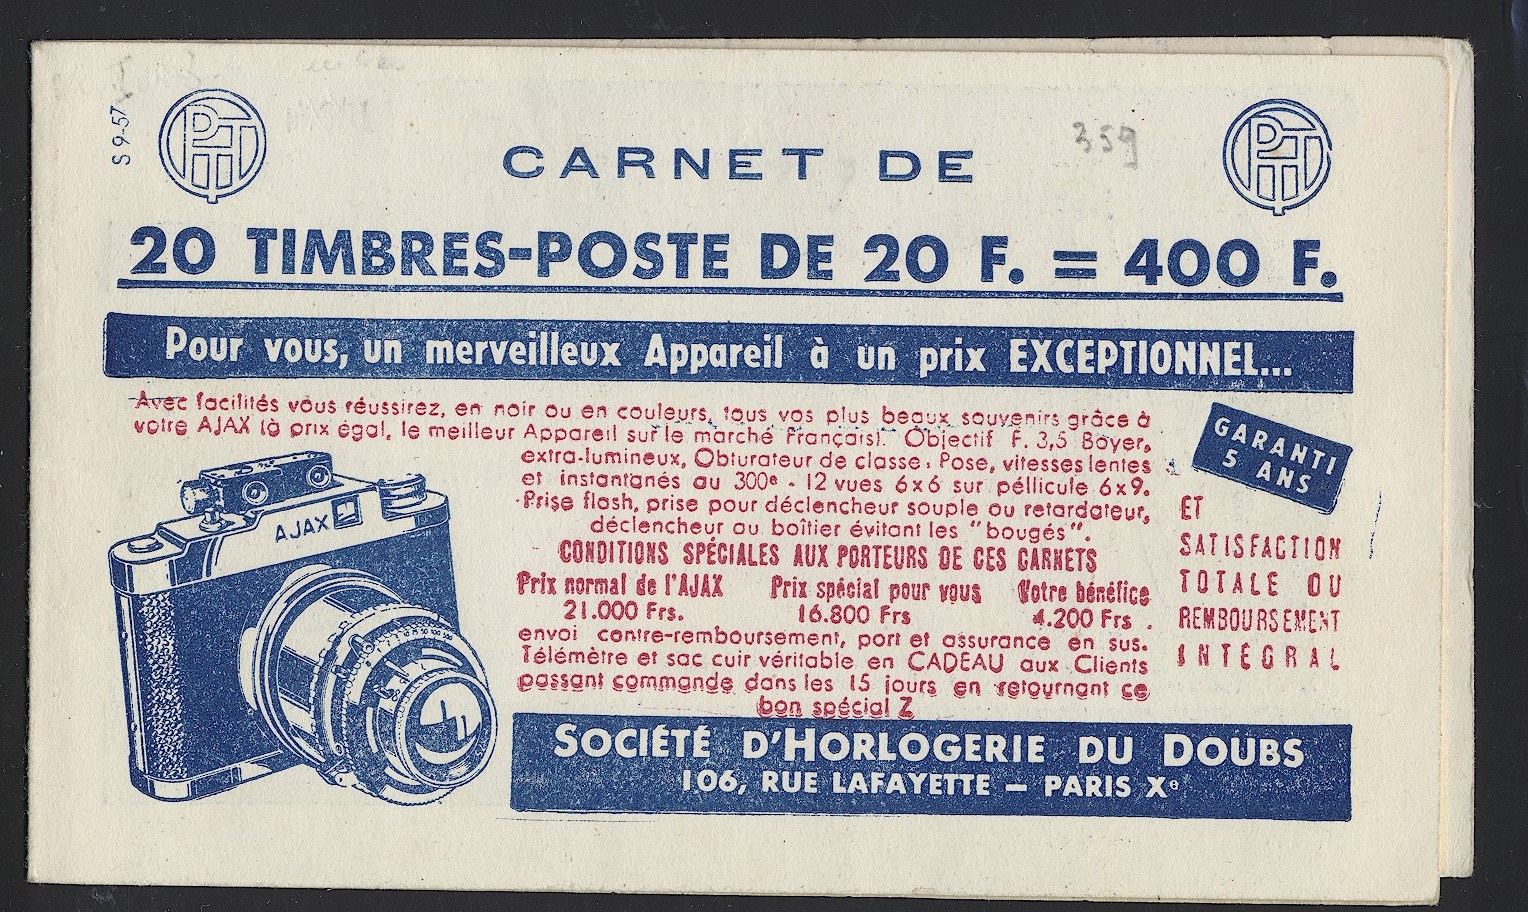 S 9-57
PTT
CARNET DE
359
PTT
20 TIMBRES-POSTE DE 20 F. = 400 F.
Pour vous, un merveilleux Appareil à un prix EXCEPTIONNEL...
Avec facilités vous réussirez, en noir ou en couleurs, tous vos plus beaux souvenirs grâce à
votre AJAX (à prix égal, le meilleur Appareil sur le marché Français). Objectif F. 3,5 Boyer,
extra-lumineux, Obturateur de classe, Pose, vitesses lentes
et instantanés au 300e - 12 vues 6x6 sur péllicule 6x9.
Prise flash, prise pour déclencheur souple ou retardateur,
déclencheur au boîtier évitant les "bougés".
CONDITIONS SPÉCIALES AUX PORTEURS DE CES CARNETS
Prix normal de l'AJAX Prix spécial pour vous Votre bénéfice
21.000 Frs. 16.800 Frs 4.200 Frs.
envoi contre-remboursement, port et assurance en sus.
Télémètre et sac cuir véritable en CADEAU aux Clients
passant commande dans les 15 jours en retournant ce
bon spécial Z
GARANTI
5 ANS
ET
SATISFACTION
TOTALE OU
REMBOURSEMENT
INTÉGRAL
AJAX
SOCIÉTÉ D'HORLOGERIE DU DOUBS
106, RUE LAFAYETTE — PARIS Xe